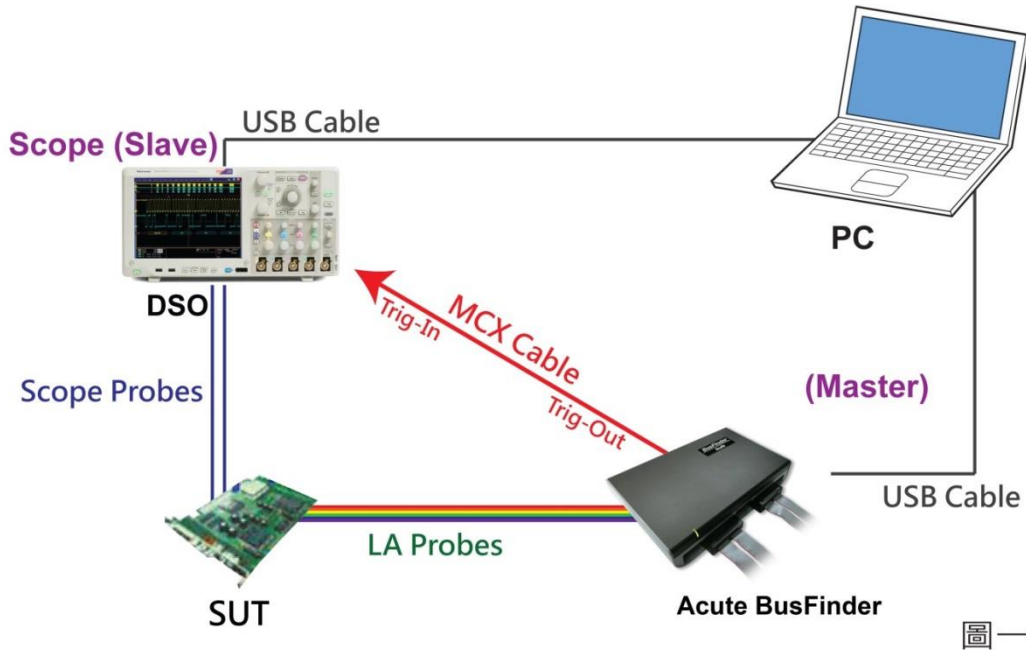 USB Cable
Scope (Slave)
PC
DSO
MCX Cable
Trig-In
Trig-Out
(Master)
Scope Probes
USB Cable
LA Probes
SUT
Acute BusFinder
圖一